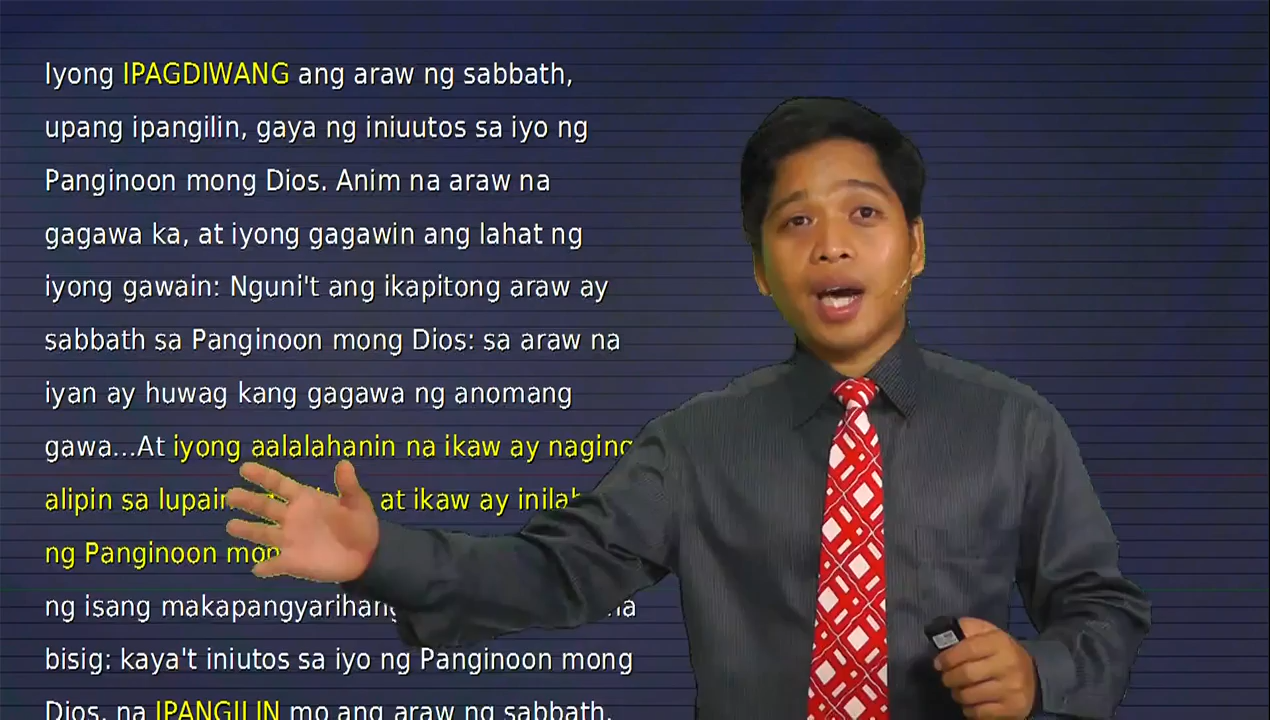 Iyong IPAGDIWANG ang araw ng sabbath,
upang ipangilin, gaya ng iniuutos sa iyo ng
Panginoon mong Dios. Anim na araw na
gagawa ka, at iyong gagawin ang lahat ng
iyong gawain: Nguni't ang ikapitong araw ay
sabbath sa Panginoon mong Dios: sa araw na
iyan ay huwag kang gagawa ng anomang
gawa...At iyong aalalahanin na ikaw ay naging
alipin sa lupain at ikaw ay
ng Panginoon mong
ng isang makapangyarihang
bisig: kaya't iniutos sa iyo ng Panginoon mong
Dios, na IPANGILIN mo ang araw ng sabbath.